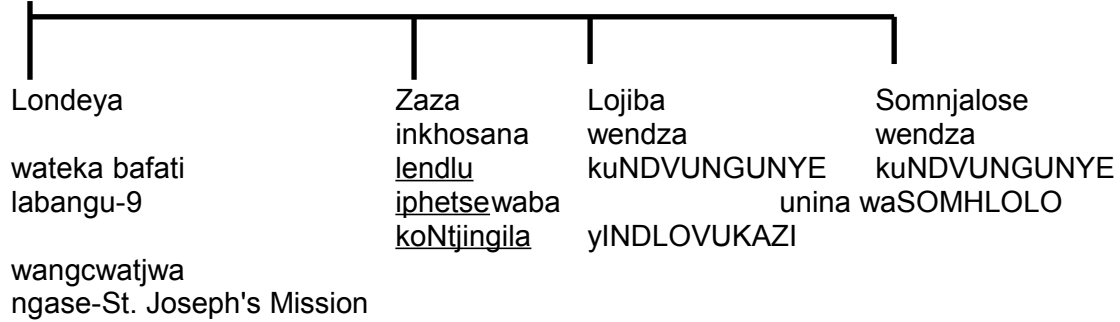 Londeya Zaza Lojiba Somnjalose
inkhosana wendza wendza
wateka bafati lendlu kuNDVUNGUNYE kuNDVUNGUNYE
labangu-9 iphetsewaba unina waSOMHLOLO
koNtjingila yINDLOVUKAZI
wangcwatjwa
ngase-St. Joseph's Mission